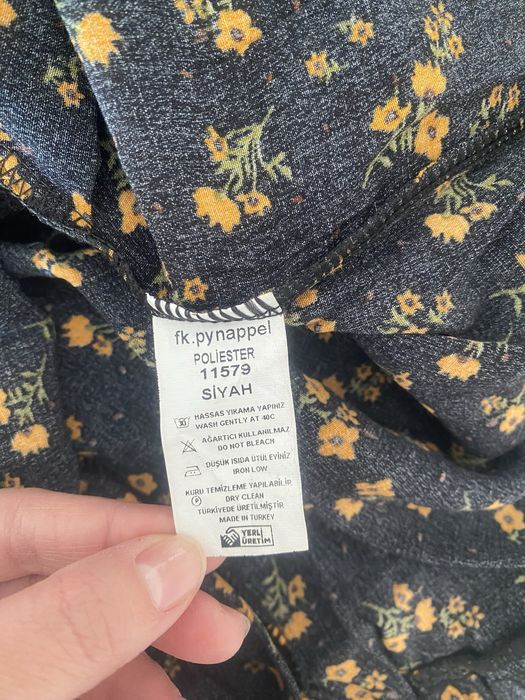 fk.pynappel
POLİESTER
11579
SİYAH
HASSAS YIKAMA YAPINIZ
WASH GENTLY AT 40C
AĞARTICI KULLANILMAZ
DO NOT BLEACH
DÜŞÜK ISIDA ÜTÜLEYİNİZ
IRON LOW
KURU TEMİZLEME YAPILABİLİR
DRY CLEAN
TÜRKİYEDE ÜRETİLMİŞTİR
MADE IN TURKEY
YERLİ
ÜRETİM